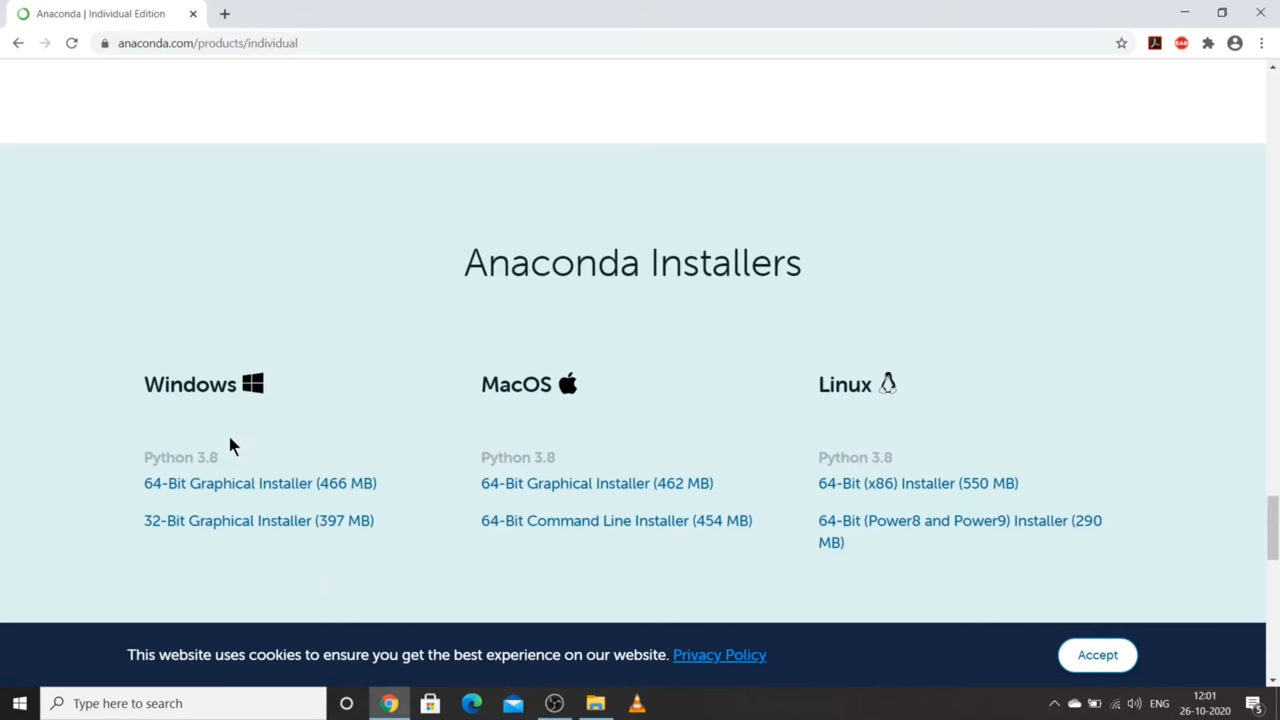 Anaconda | Individual Edition
anaconda.com/products/individual
Anaconda Installers
Windows
MacOS
Linux
Python 3.8
Python 3.8
Python 3.8
64-Bit Graphical Installer (466 MB)
64-Bit Graphical Installer (462 MB)
64-Bit (x86) Installer (550 MB)
32-Bit Graphical Installer (397 MB)
64-Bit Command Line Installer (454 MB)
64-Bit (Power8 and Power9) Installer (290
MB)
This website uses cookies to ensure you get the best experience on our website. Privacy Policy
Accept
Type here to search
ENG
12:01
26-10-2020
5